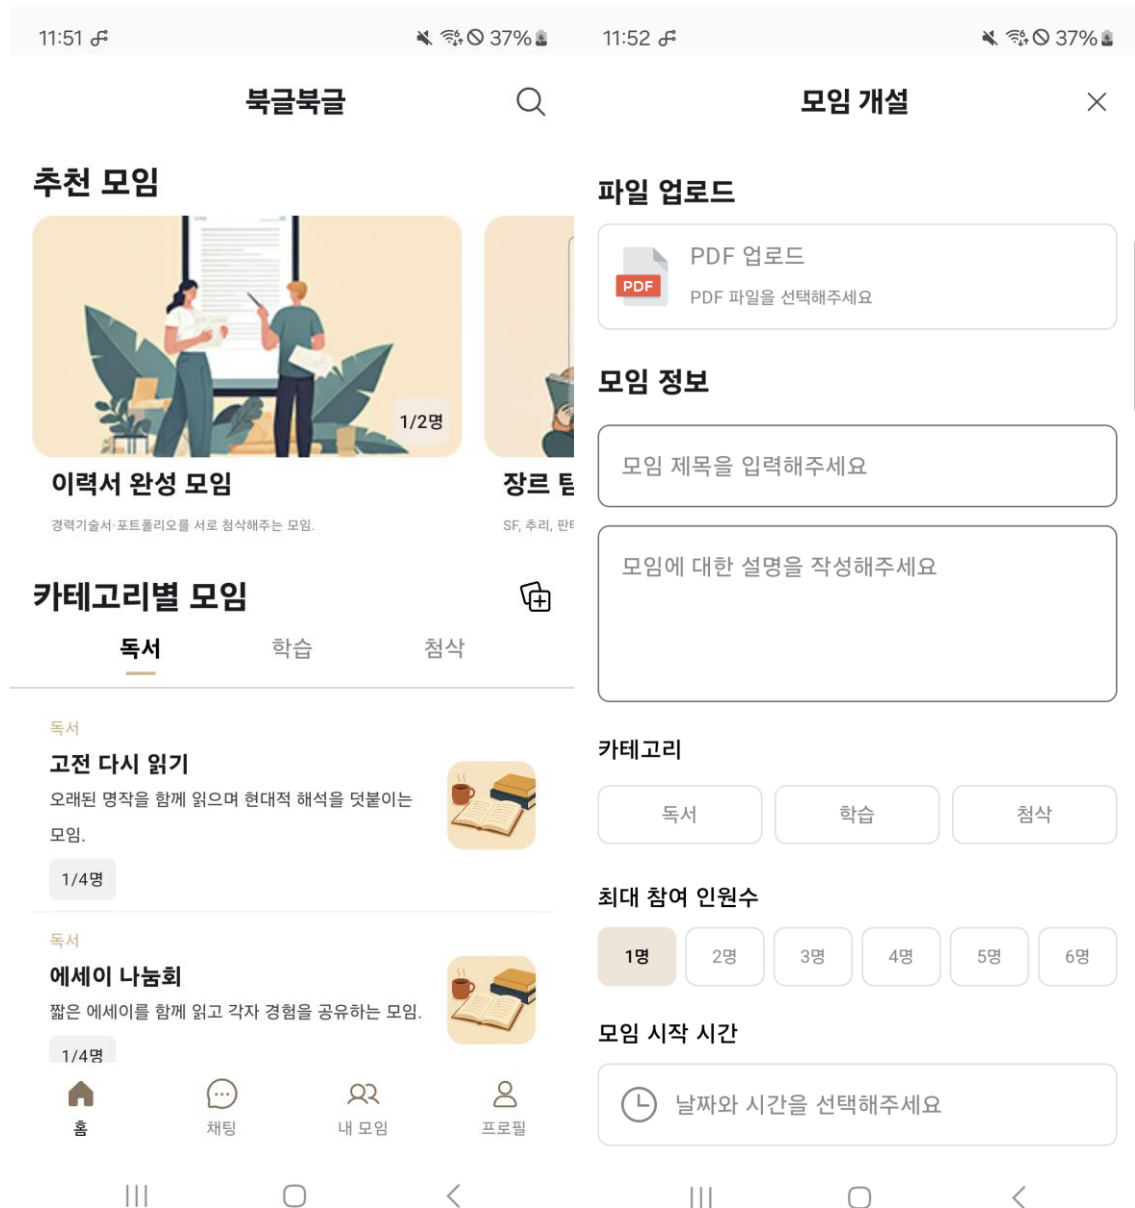 11:51
37%
북글북글
추천 모임
1/2명
이력서 완성 모임
경력기술서·포트폴리오를 서로 첨삭해주는 모임.
장르 탐
SF, 추리, 판타
카테고리별 모임
독서 학습 첨삭
독서
고전 다시 읽기
오래된 명작을 함께 읽으며 현대적 해석을 덧붙이는
모임.
1/4명
독서
에세이 나눔회
짧은 에세이를 함께 읽고 각자 경험을 공유하는 모임.
1/4명
홈 채팅 내 모임 프로필
11:52
37%
모임 개설
파일 업로드
PDF
PDF 업로드
PDF 파일을 선택해주세요
모임 정보
모임 제목을 입력해주세요
모임에 대한 설명을 작성해주세요
카테고리
독서 학습 첨삭
최대 참여 인원수
1명 2명 3명 4명 5명 6명
모임 시작 시간
날짜와 시간을 선택해주세요